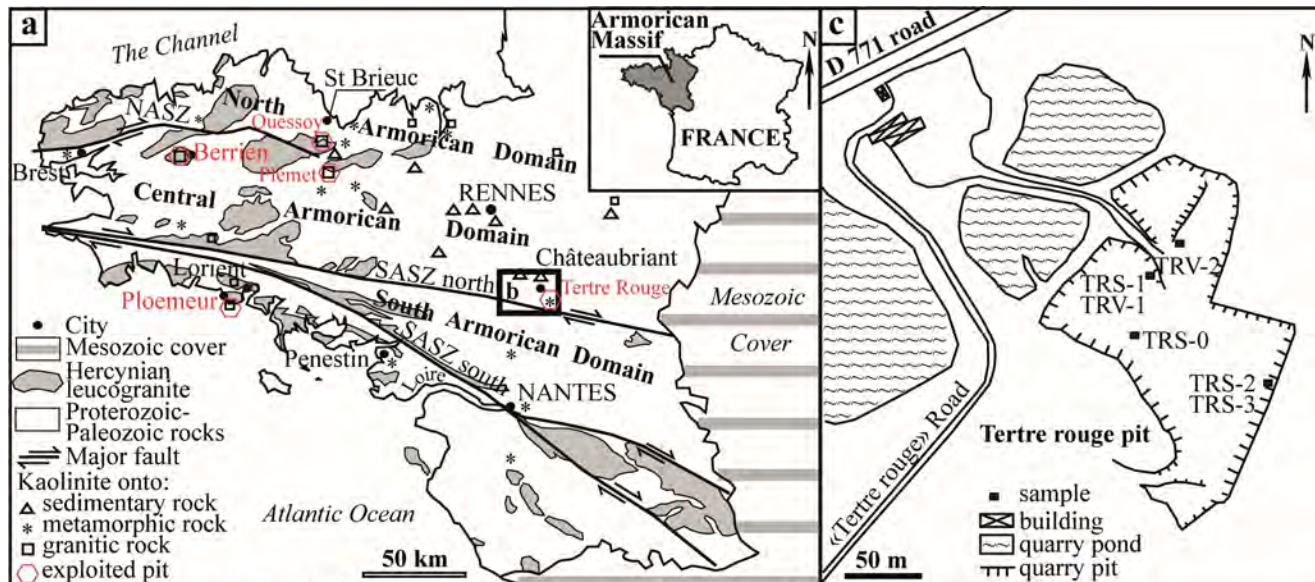 a
The Channel
St Brieuc
NASZ
North
Armorican Domain
Quessoy
Berrien
Plémet
Brest
Central
Armorican
Domain
RENNES
Châteaubriant
SASZ north
b
Tertre Rouge
Lorient
Ploemeur
South Armorican Domain
SASZ south
Penestin
Loire
NANTES
Mesozoic
Cover
Atlantic Ocean
50 km
City
Mesozoic cover
Hercynian
leucogranite
Proterozoic-
Paleozoic rocks
Major fault
Kaolinite onto:
sedimentary rock
metamorphic rock
granitic rock
exploited pit
Armorican
Massif
N
FRANCE
c
D 771 road
N
TRV-2
TRS-1
TRV-1
TRS-0
TRS-2
TRS-3
Tertre rouge pit
«Tertre rouge» Road
sample
building
quarry pond
quarry pit
50 m